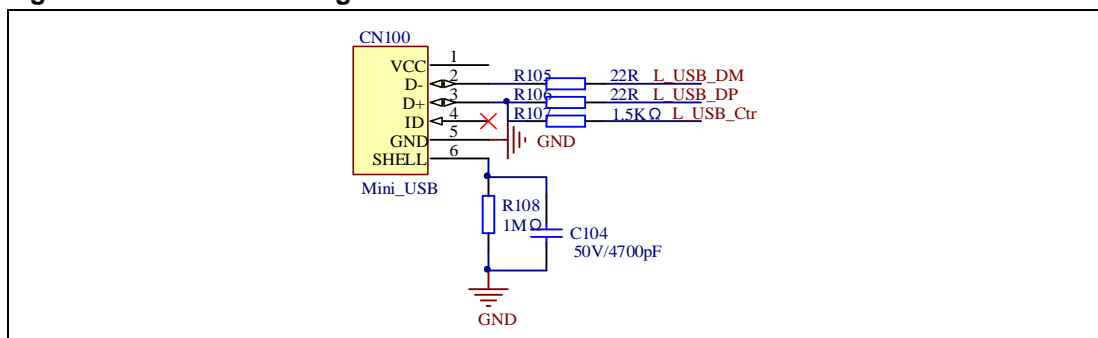 CN100
VCC 1
D- 2 R105 22R L_USB_DM
D+ 3 R106 22R L_USB_DP
ID 4 R107 1.5KΩ L_USB_Ctr
GND 5 GND
SHELL 6
Mini_USB
R108
1MΩ C104
50V/4700pF
GND